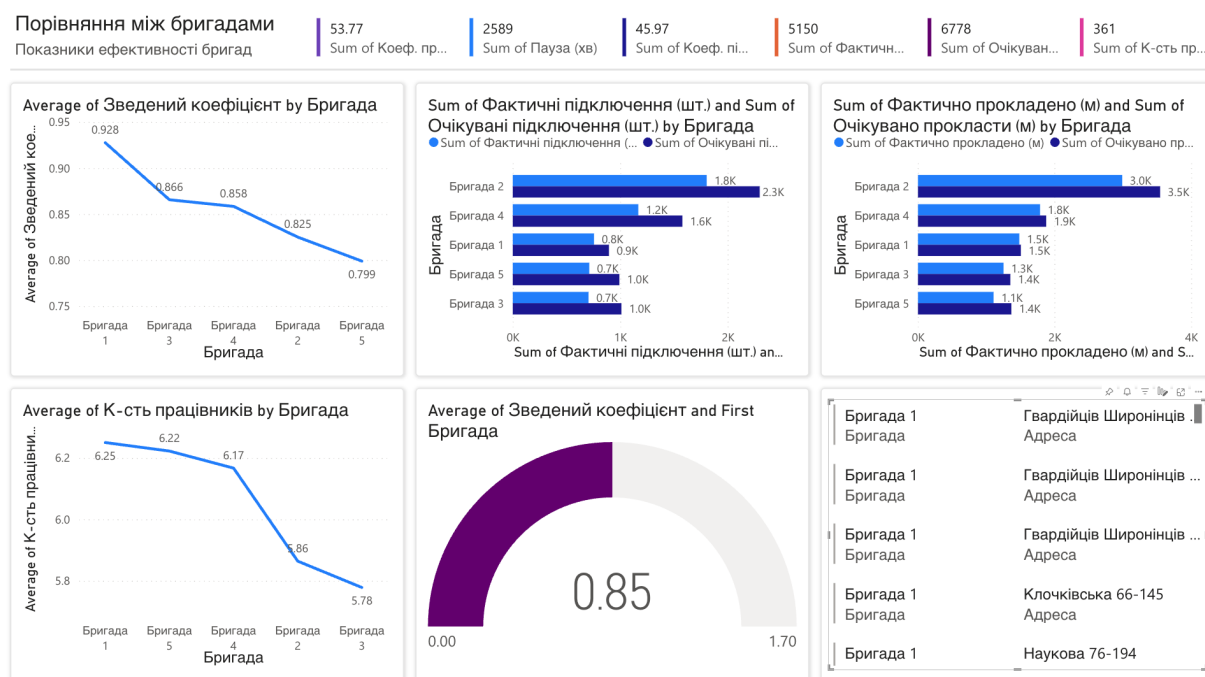 Порівняння між бригадами
Показники ефективності бригад
53.77
Sum of Коеф. пр...
2589
Sum of Пауза (хв)
45.97
Sum of Коеф. пі...
5150
Sum of Фактичн...
6778
Sum of Очікуван...
361
Sum of К-сть пр...
Average of Зведений коефіцієнт by Бригада
Average of Зведений кое...
0.95
0.90
0.85
0.80
0.75
0.928
0.866
0.858
0.825
0.799
Бригада 1
Бригада 3
Бригада 4
Бригада 2
Бригада 5
Бригада
Sum of Фактичні підключення (шт.) and Sum of
Очікувані підключення (шт.) by Бригада
Sum of Фактичні підключення (... Sum of Очікувані пі...
Бригада
Бригада 2 1.8K 2.3K
Бригада 4 1.2K 1.6K
Бригада 1 0.8K 0.9K
Бригада 5 0.7K 1.0K
Бригада 3 0.7K 1.0K
0K 1K 2K
Sum of Фактичні підключення (шт.) an...
Sum of Фактично прокладено (м) and Sum of
Очікувано прокласти (м) by Бригада
Sum of Фактично прокладено (м) Sum of Очікувано пр...
Бригада
Бригада 2 3.0K 3.5K
Бригада 4 1.8K 1.9K
Бригада 1 1.5K 1.5K
Бригада 3 1.3K 1.4K
Бригада 5 1.1K 1.4K
0K 2K 4K
Sum of Фактично прокладено (м) and S...
Average of К-сть працівників by Бригада
Average of К-сть працівни...
6.2
6.0
5.8
6.25
6.22
6.17
5.86
5.78
Бригада 1
Бригада 5
Бригада 4
Бригада 2
Бригада 3
Бригада
Average of Зведений коефіцієнт and First
Бригада
0.85
0.00 1.70
Бригада 1 Гвардійців Широнінців ...
Бригада Адреса
Бригада 1 Гвардійців Широнінців ...
Бригада Адреса
Бригада 1 Гвардійців Широнінців ...
Бригада Адреса
Бригада 1 Клочківська 66-145
Бригада Адреса
Бригада 1 Наукова 76-194